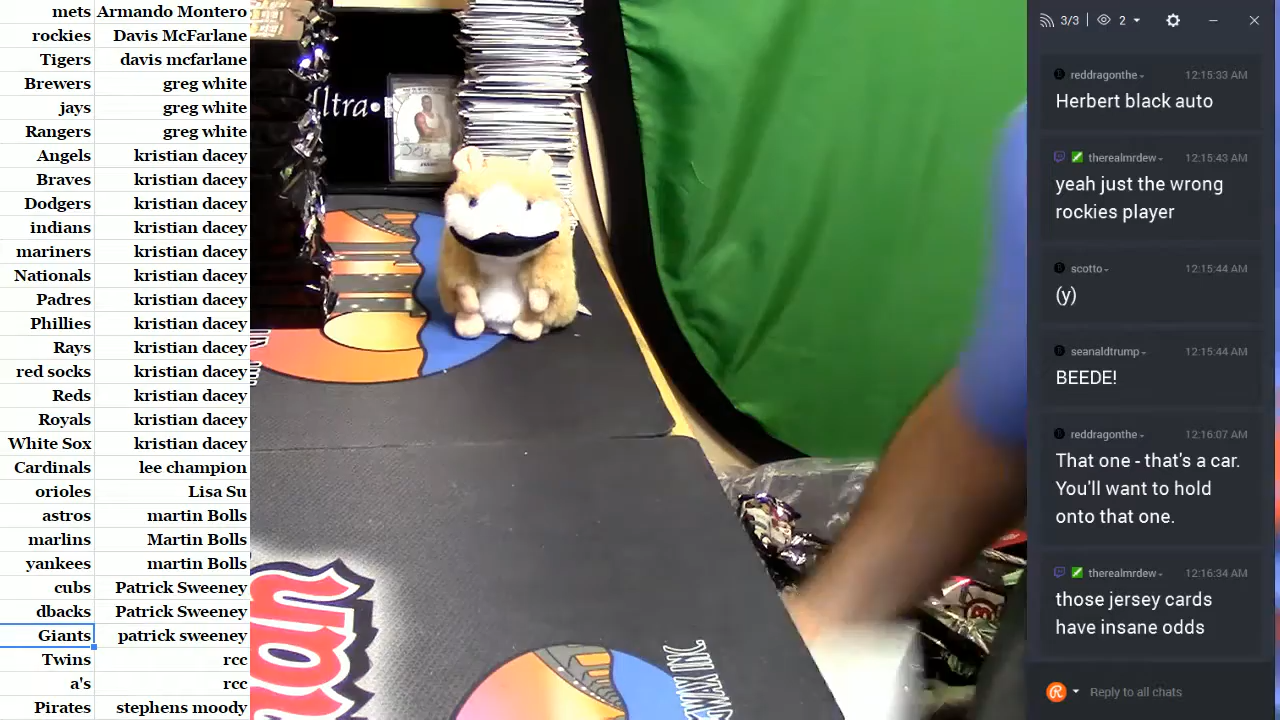 mets Armando Montero
rockies Davis McFarlane
Tigers davis mcfarlane
Brewers greg white
jays greg white
Rangers greg white
Angels kristian dacey
Braves kristian dacey
Dodgers kristian dacey
indians kristian dacey
mariners kristian dacey
Nationals kristian dacey
Padres kristian dacey
Phillies kristian dacey
Rays kristian dacey
red socks kristian dacey
Reds kristian dacey
Royals kristian dacey
White Sox kristian dacey
Cardinals lee champion
orioles Lisa Su
astros martin Bolls
marlins Martin Bolls
yankees martin Bolls
cubs Patrick Sweeney
dbacks Patrick Sweeney
Giants patrick sweeney
Twins rcc
a's rcc
Pirates stephens moody
ltra
WAX INC
3/3 2
reddragonthe 12:15:33 AM
Herbert black auto
therealmrdew 12:15:43 AM
yeah just the wrong
rockies player
scotto 12:15:44 AM
(y)
seanaldtrump 12:15:44 AM
BEEDE!
reddragonthe 12:16:07 AM
That one - that's a car.
You'll want to hold
onto that one.
therealmrdew 12:16:34 AM
those jersey cards
have insane odds
Reply to all chats